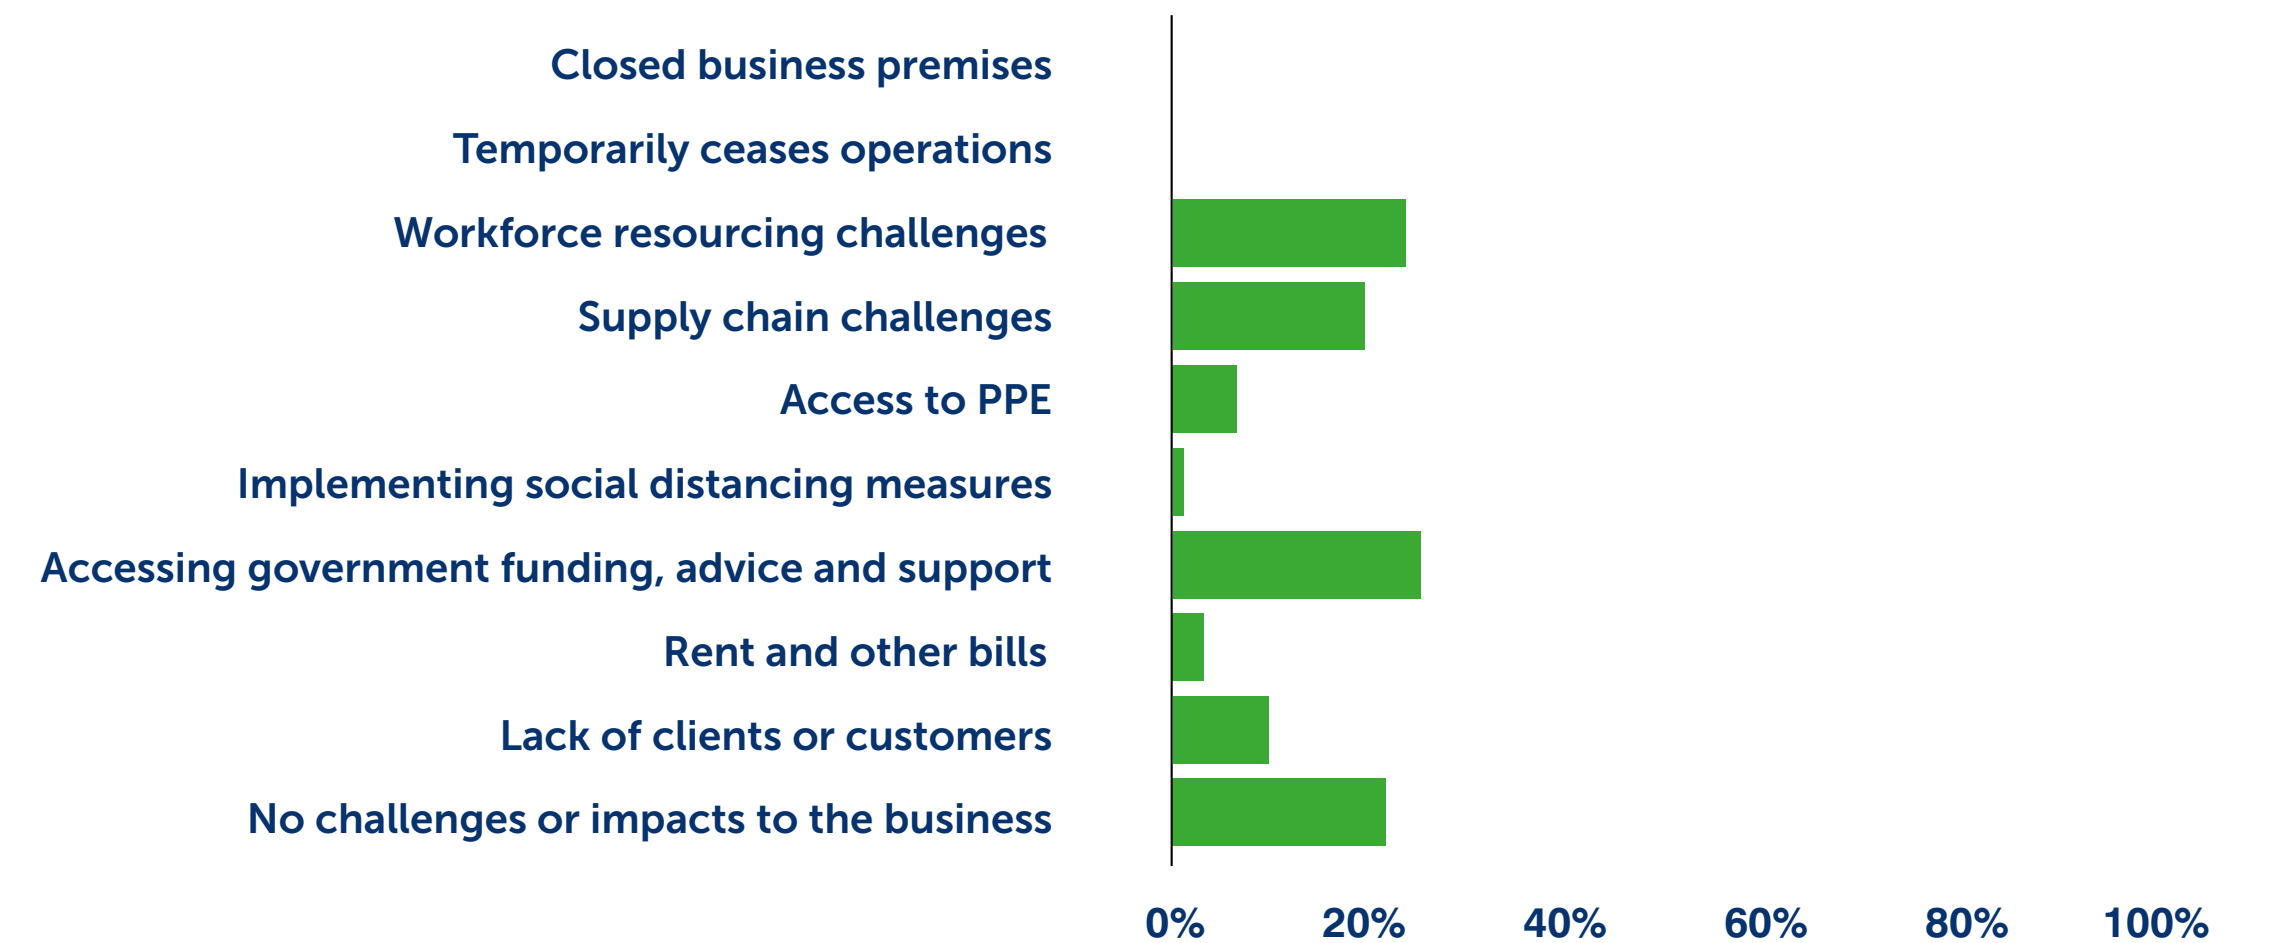 Closed business premises
Temporarily ceases operations
Workforce resourcing challenges
Supply chain challenges
Access to PPE
Implementing social distancing measures
Accessing government funding, advice and support
Rent and other bills
Lack of clients or customers
No challenges or impacts to the business
0% 20% 40% 60% 80% 100%